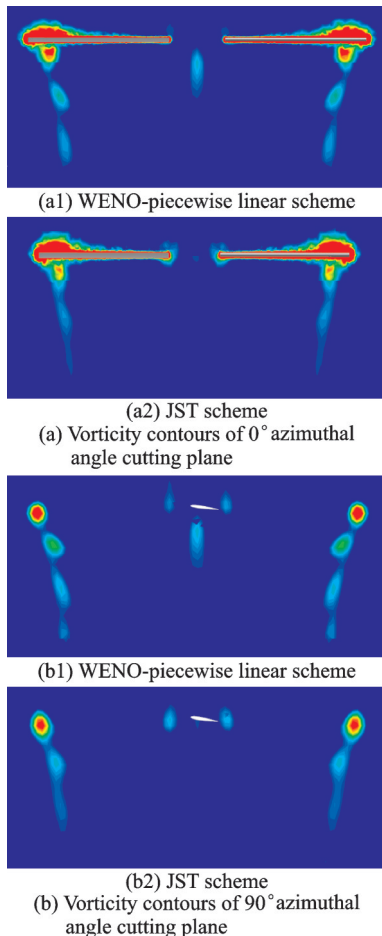 (a1) WENO-piecewise linear scheme
(a2) JST scheme
(a) Vorticity contours of 0° azimuthal
angle cutting plane
(b1) WENO-piecewise linear scheme
(b2) JST scheme
(b) Vorticity contours of 90° azimuthal
angle cutting plane